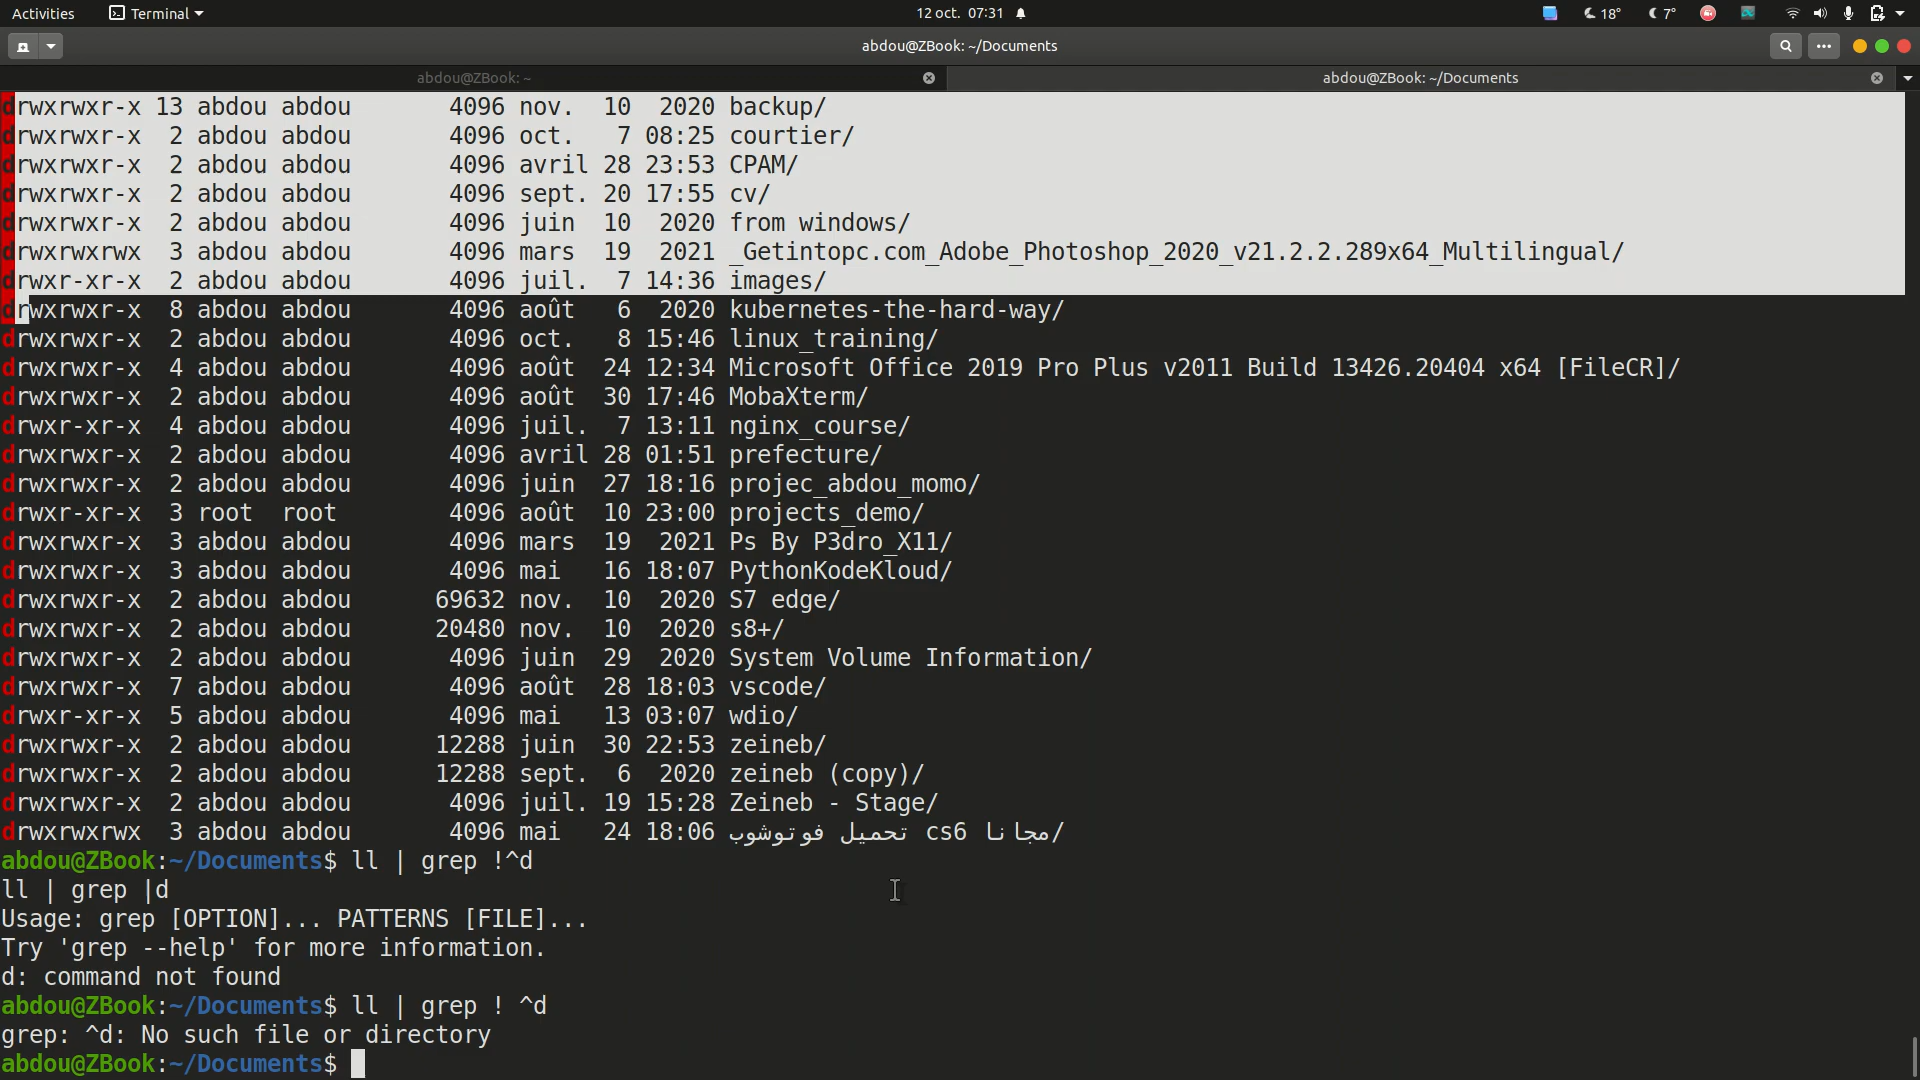 Activities Terminal 12 oct. 07:31 18° 7°
abdou@ZBook: ~/Documents
abdou@ZBook: ~ abdou@ZBook: ~/Documents
drwxrwxr-x 13 abdou abdou 4096 nov. 10 2020 backup/
drwxrwxr-x 2 abdou abdou 4096 oct. 7 08:25 courtier/
drwxrwxr-x 2 abdou abdou 4096 avril 28 23:53 CPAM/
drwxrwxr-x 2 abdou abdou 4096 sept. 20 17:55 cv/
drwxrwxr-x 2 abdou abdou 4096 juin 10 2020 from windows/
drwxrwxrwx 3 abdou abdou 4096 mars 19 2021 _Getintopc.com_Adobe_Photoshop_2020_v21.2.2.289x64_Multilingual/
drwxr-xr-x 2 abdou abdou 4096 juil. 7 14:36 images/
drwxrwxr-x 8 abdou abdou 4096 août 6 2020 kubernetes-the-hard-way/
drwxrwxr-x 2 abdou abdou 4096 oct. 8 15:46 linux_training/
drwxrwxr-x 4 abdou abdou 4096 août 24 12:34 Microsoft Office 2019 Pro Plus v2011 Build 13426.20404 x64 [FileCR]/
drwxrwxr-x 2 abdou abdou 4096 août 30 17:46 MobaXterm/
drwxr-xr-x 4 abdou abdou 4096 juil. 7 13:11 nginx_course/
drwxrwxr-x 2 abdou abdou 4096 avril 28 01:51 prefecture/
drwxrwxr-x 2 abdou abdou 4096 juin 27 18:16 projec_abdou_momo/
drwxr-xr-x 3 root root 4096 août 10 23:00 projects_demo/
drwxrwxr-x 3 abdou abdou 4096 mars 19 2021 Ps By P3dro_X11/
drwxrwxr-x 3 abdou abdou 4096 mai 16 18:07 PythonKodeKloud/
drwxrwxr-x 2 abdou abdou 69632 nov. 10 2020 S7 edge/
drwxrwxr-x 2 abdou abdou 20480 nov. 10 2020 s8+/
drwxrwxr-x 2 abdou abdou 4096 juin 29 2020 System Volume Information/
drwxrwxr-x 7 abdou abdou 4096 août 28 18:03 vscode/
drwxr-xr-x 5 abdou abdou 4096 mai 13 03:07 wdio/
drwxrwxr-x 2 abdou abdou 12288 juin 30 22:53 zeineb/
drwxrwxr-x 2 abdou abdou 12288 sept. 6 2020 zeineb (copy)/
drwxrwxr-x 2 abdou abdou 4096 juil. 19 15:28 Zeineb - Stage/
drwxrwxrwx 3 abdou abdou 4096 mai 24 18:06 تحميل فوتوشوب cs6 مجانا/
abdou@ZBook:~/Documents$ ll | grep !^d
ll | grep |d
Usage: grep [OPTION]... PATTERNS [FILE]...
Try 'grep --help' for more information.
d: command not found
abdou@ZBook:~/Documents$ ll | grep ! ^d
grep: ^d: No such file or directory
abdou@ZBook:~/Documents$